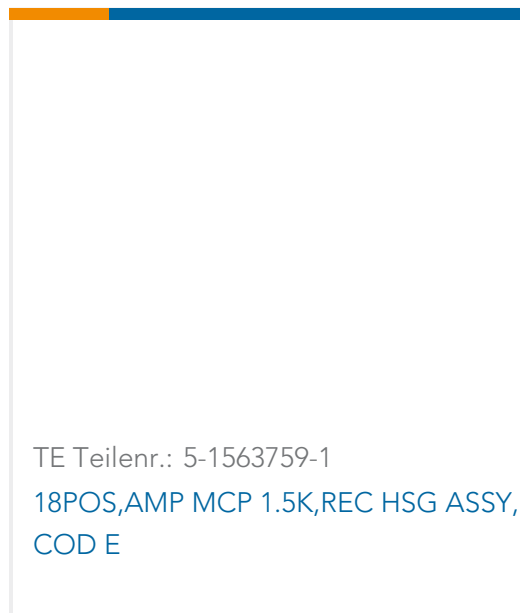 TE Teilenr.: 5-1563759-1
18POS,AMP MCP 1.5K,REC HSG ASSY,
COD E